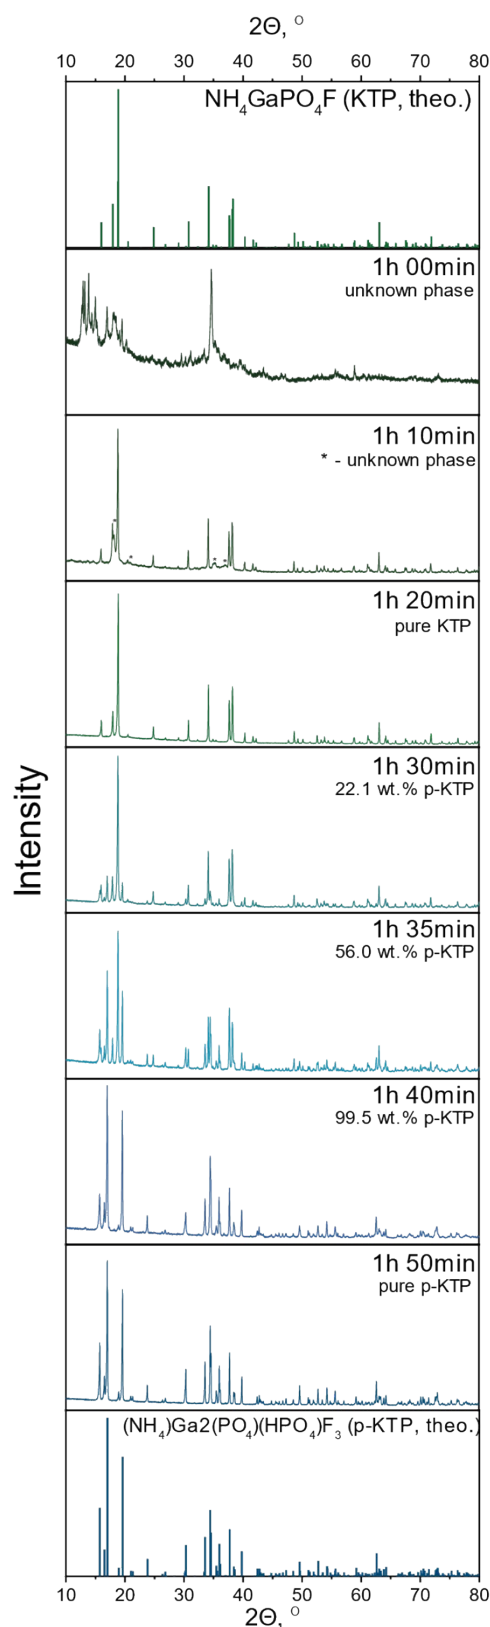 2Θ, °
10 20 30 40 50 60 70 80
NH₄GaPO₄F (KTP, theo.)
1h 00min
unknown phase
1h 10min
* - unknown phase
* * * *
1h 20min
pure KTP
1h 30min
22.1 wt.% p-KTP
Intensity
1h 35min
56.0 wt.% p-KTP
1h 40min
99.5 wt.% p-KTP
1h 50min
pure p-KTP
(NH₄)Ga2(PO₄)(HPO₄)F₃ (p-KTP, theo.)
10 20 30 40 50 60 70 80
2Θ, °